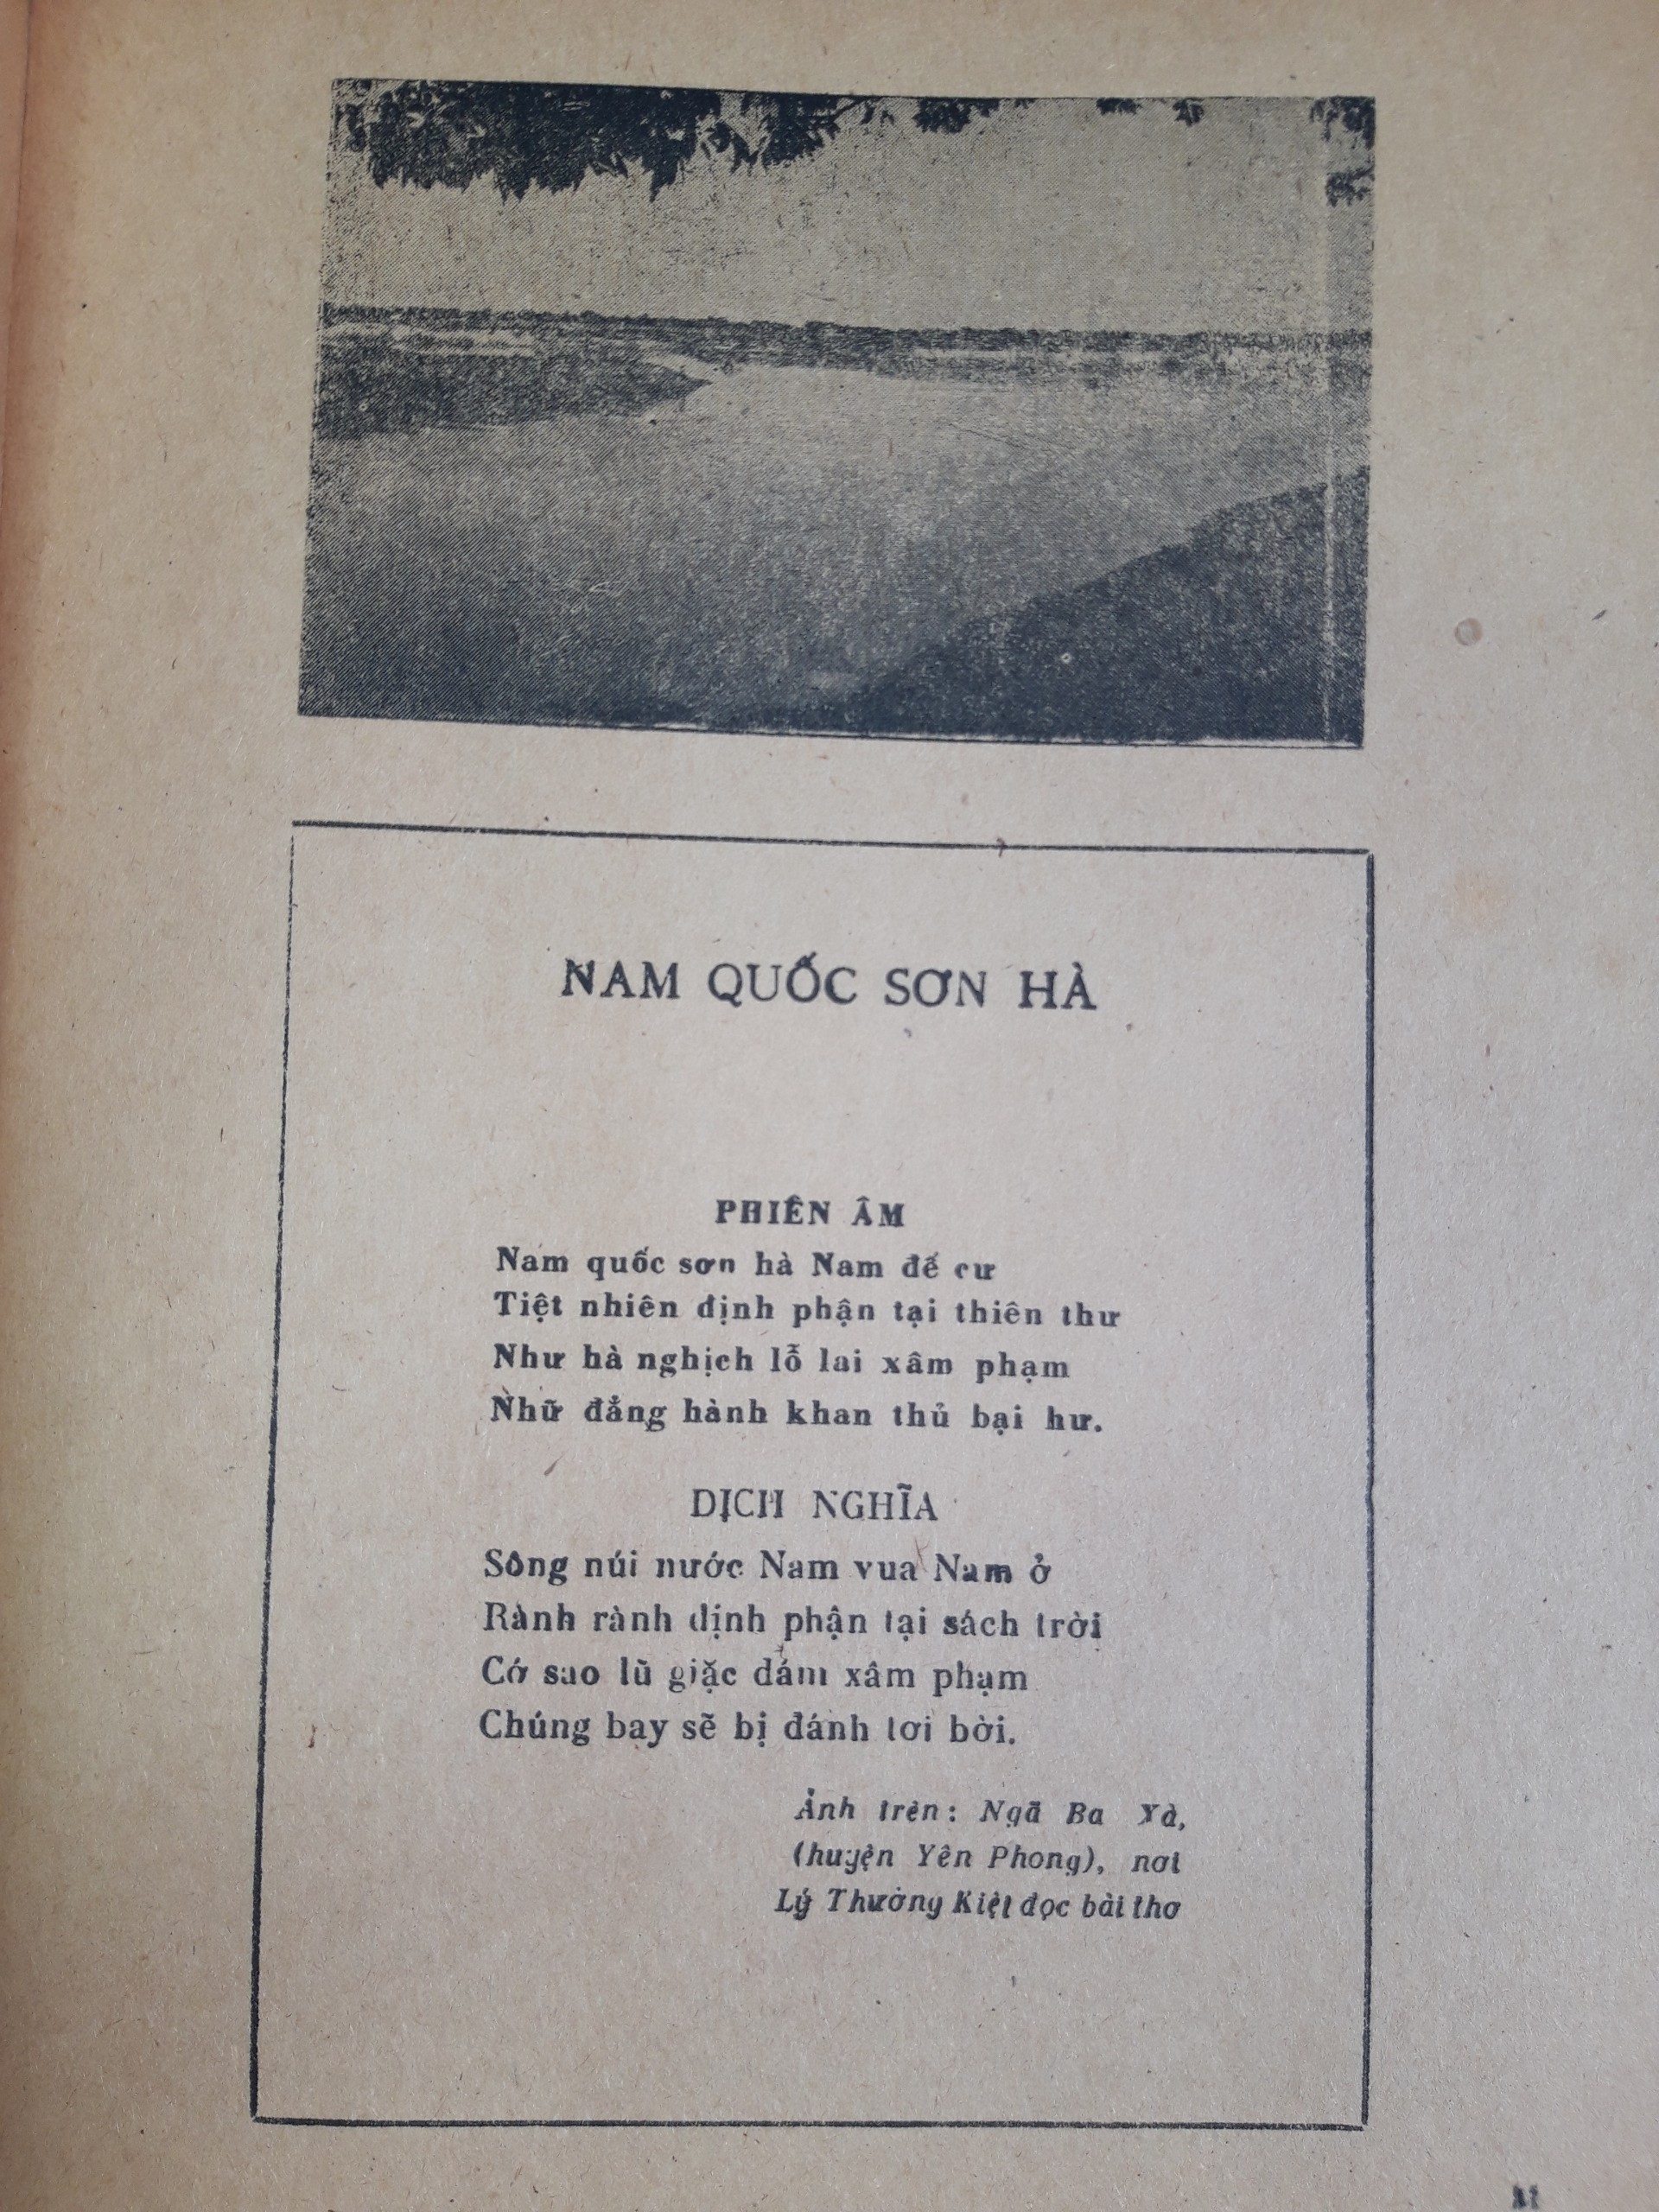 NAM QUỐC SƠN HÀ
PHIÊN ÂM
Nam quốc sơn hà Nam đế cư
Tiệt nhiên định phận tại thiên thư
Như hà nghịch lỗ lai xâm phạm
Nhữ đẳng hành khan thủ bại hư.
DỊCH NGHĨA
Sông núi nước Nam vua Nam ở
Rành rành định phận tại sách trời
Cớ sao lũ giặc dám xâm phạm
Chúng bay sẽ bị đánh tơi bời.
Ảnh trên: Ngã Ba Xà,
(huyện Yên Phong), nơi
Lý Thường Kiệt đọc bài thơ